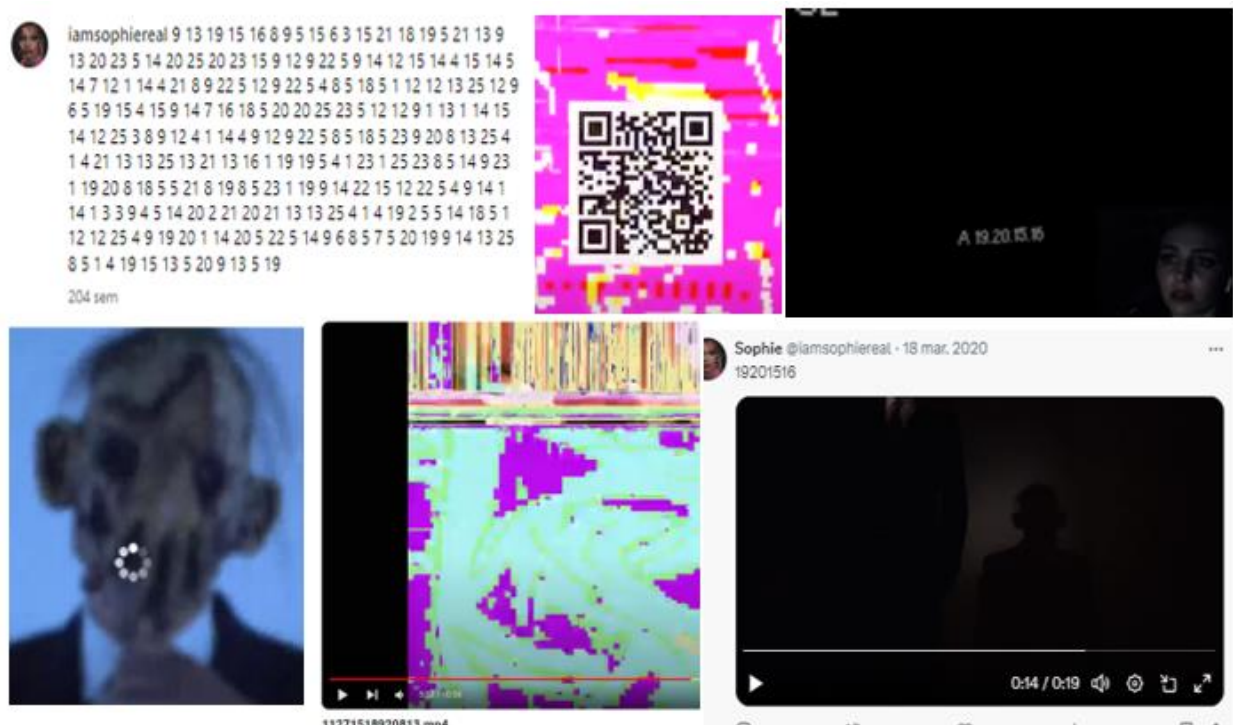 iamsophiereal 9 13 19 15 16 8 9 5 15 6 3 15 21 18 19 5 21 13 9
13 20 23 5 14 20 25 20 23 15 9 12 9 22 5 9 14 12 15 14 4 15 14 5
14 7 12 1 14 4 21 8 9 22 5 12 9 22 5 4 8 5 18 5 1 12 12 13 25 12 9
6 5 19 15 4 15 9 14 7 16 18 5 20 20 25 23 5 12 12 9 1 13 1 14 15
14 12 25 3 8 9 12 4 1 14 4 9 12 9 22 5 8 5 18 5 23 9 20 8 13 25 4
1 4 21 13 13 25 13 21 13 16 1 19 19 5 4 1 23 1 25 23 8 5 14 9 23
1 19 20 8 18 5 5 21 8 19 8 5 23 1 19 9 14 22 15 12 22 5 4 9 14 1
14 1 3 3 9 4 5 14 20 2 21 20 21 13 13 25 4 1 4 19 2 5 5 14 18 5 1
12 12 25 4 9 19 20 1 14 20 5 22 5 14 9 6 8 5 7 5 20 19 9 14 13 25
8 5 1 4 19 15 13 5 20 9 13 5 19
204 sem
A 19.20.15.16
Sophie @iamsophiereal · 18 mar. 2020
19201516
0:14 / 0:19
11271518920813.mp4